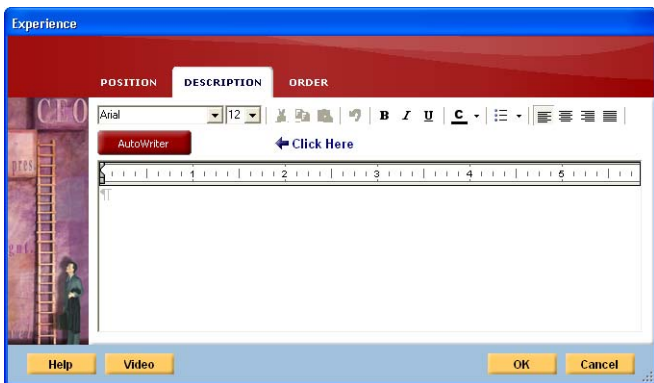 Experience
POSITION DESCRIPTION ORDER
CEO
Arial 12 B I U C
AutoWriter Click Here
pres
1 2 3 4 5
¶
Help Video OK Cancel